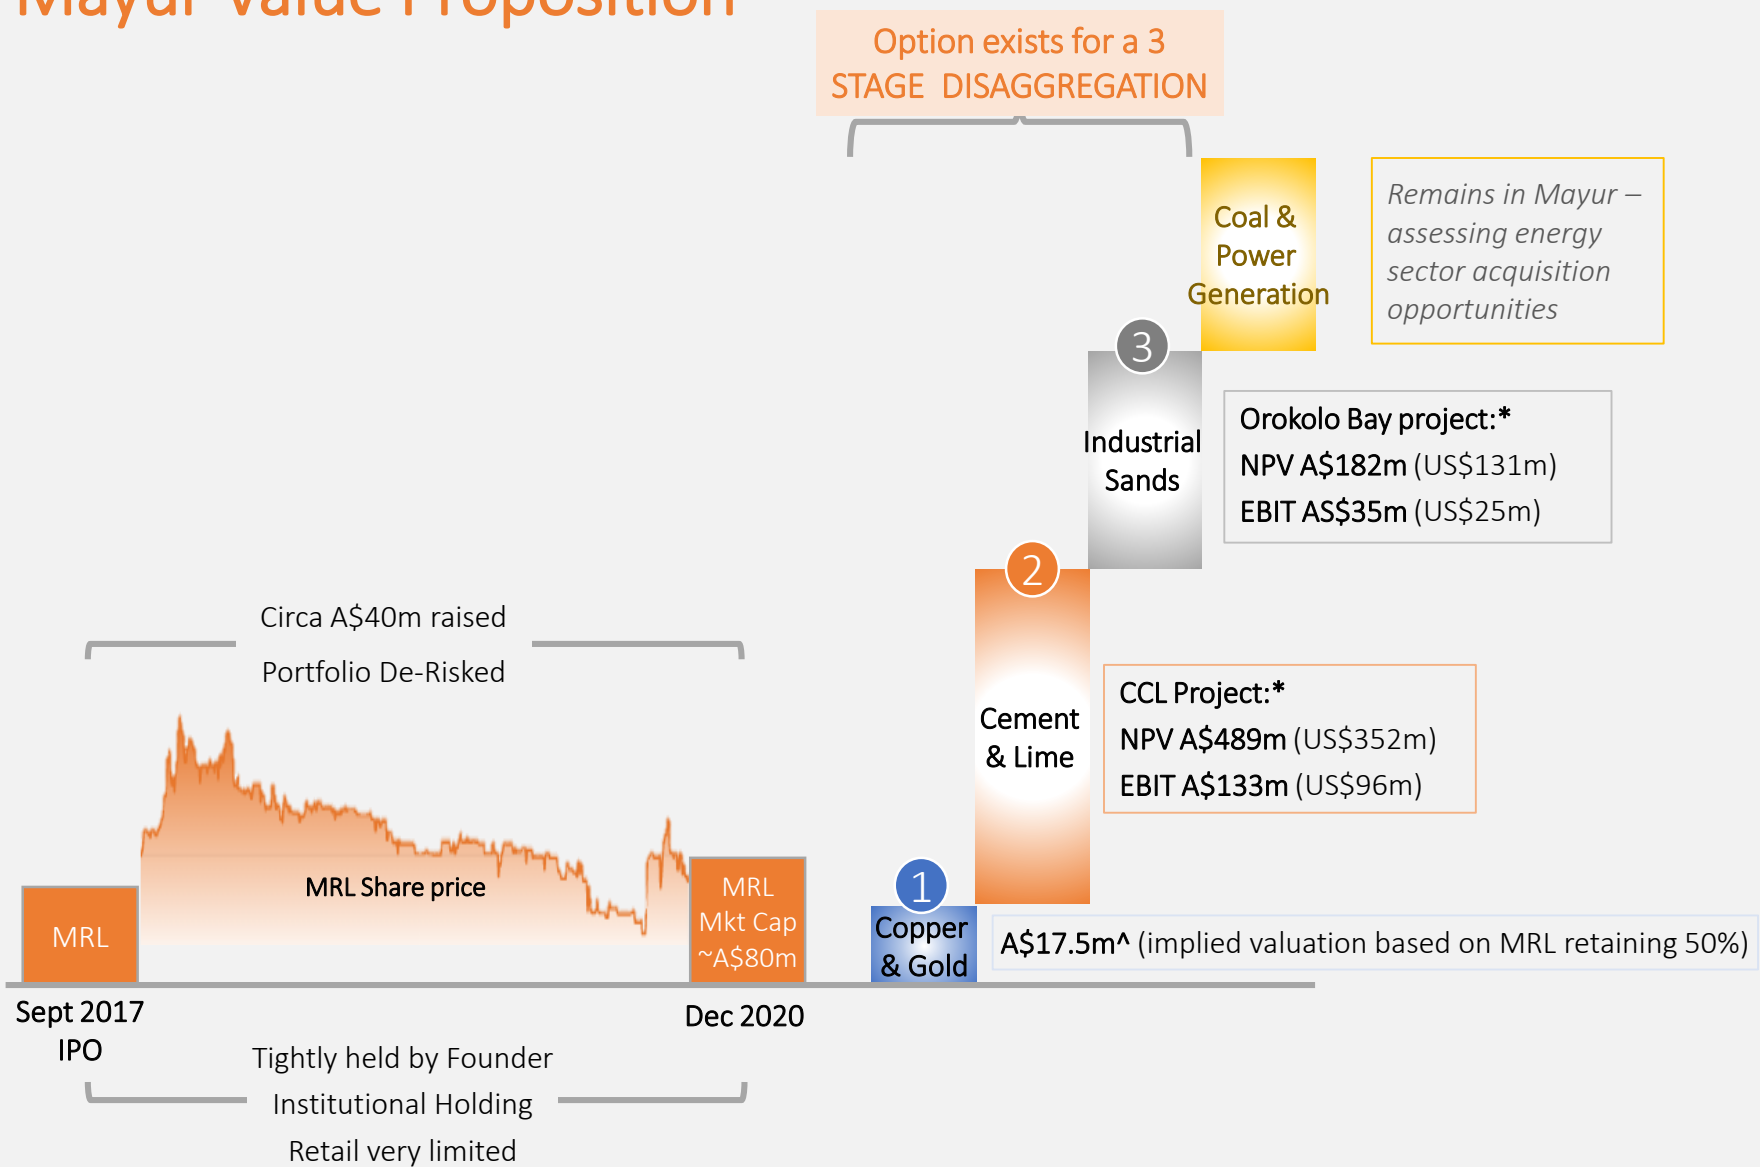 Mayur Value Proposition
Option exists for a 3
STAGE DISAGGREGATION
Coal &
Power
Generation
Remains in Mayur –
assessing energy
sector acquisition
opportunities
3
Industrial
Sands
Orokolo Bay project:*
NPV A$182m (US$131m)
EBIT AS$35m (US$25m)
2
Cement
& Lime
CCL Project:*
NPV A$489m (US$352m)
EBIT A$133m (US$96m)
1
Copper
& Gold
A$17.5m^ (implied valuation based on MRL retaining 50%)
Circa A$40m raised
Portfolio De-Risked
MRL Share price
MRL
MRL
Mkt Cap
~A$80m
Sept 2017
IPO
Dec 2020
Tightly held by Founder
Institutional Holding
Retail very limited